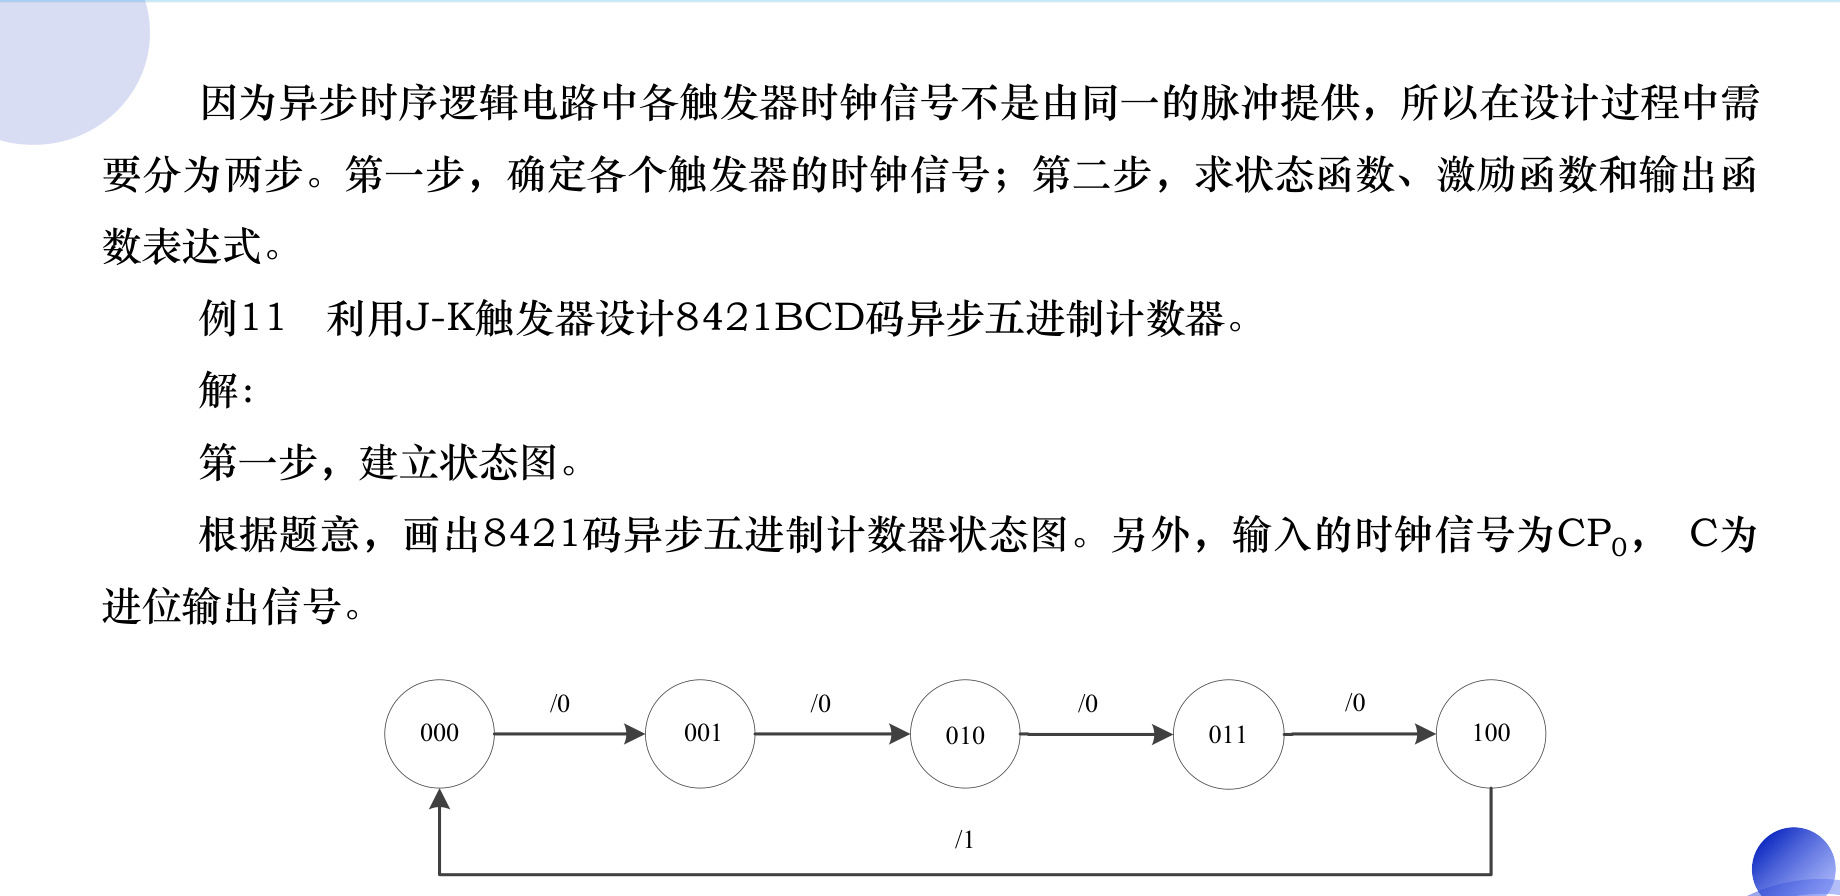 因为异步时序逻辑电路中各触发器时钟信号不是由同一的脉冲提供，所以在设计过程中需
要分为两步。第一步，确定各个触发器的时钟信号；第二步，求状态函数、激励函数和输出函
数表达式。
例11 利用J-K触发器设计8421BCD码异步五进制计数器。
解：
第一步，建立状态图。
根据题意，画出8421码异步五进制计数器状态图。另外，输入的时钟信号为CP₀， C为
进位输出信号。
/0 /0 /0 /0
000 001 010 011 100
/1